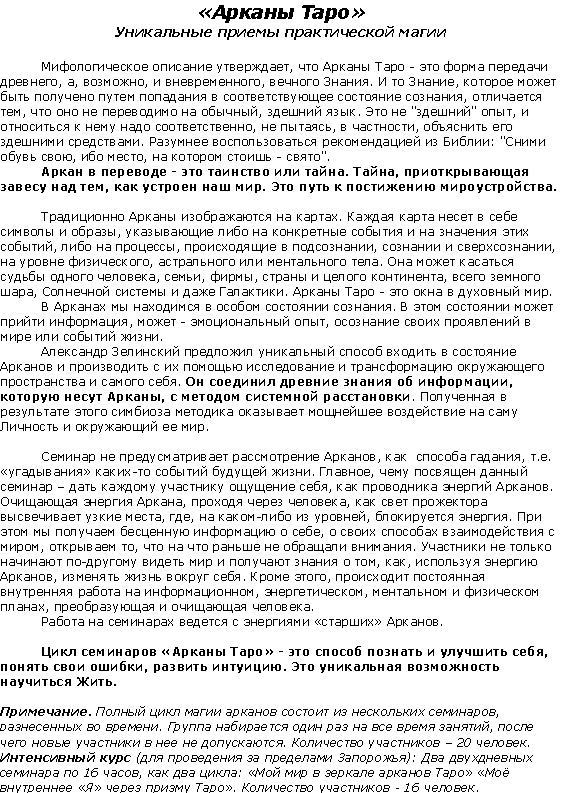 «Арканы Таро»
Уникальные приемы практической магии
Мифологическое описание утверждает, что Арканы Таро - это форма передачи
древнего, а, возможно, и вневременного, вечного Знания. И то Знание, которое может
быть получено путем попадания в соответствующее состояние сознания, отличается
тем, что оно не переводимо на обычный, здешний язык. Это не "здешний" опыт, и
относиться к нему надо соответственно, не пытаясь, в частности, объяснить его
здешними средствами. Разумнее воспользоваться рекомендацией из Библии: "Сними
обувь свою, ибо место, на котором стоишь - свято".
Аркан в переводе - это таинство или тайна. Тайна, приоткрывающая
завесу над тем, как устроен наш мир. Это путь к постижению мироустройства.
Традиционно Арканы изображаются на картах. Каждая карта несет в себе
символы и образы, указывающие либо на конкретные события и на значения этих
событий, либо на процессы, происходящие в подсознании, сознании и сверхсознании,
на уровне физического, астрального или ментального тела. Она может касаться
судьбы одного человека, семьи, фирмы, страны и целого континента, всего земного
шара, Солнечной системы и даже Галактики. Арканы Таро - это окна в духовный мир.
В Арканах мы находимся в особом состоянии сознания. В этом состоянии может
прийти информация, может - эмоциональный опыт, осознание своих проявлений в
мире или событий жизни.
Александр Зелинский предложил уникальный способ входить в состояние
Арканов и производить с их помощью исследование и трансформацию окружающего
пространства и самого себя. Он соединил древние знания об информации,
которую несут Арканы, с методом системной расстановки. Полученная в
результате этого симбиоза методика оказывает мощнейшее воздействие на саму
Личность и окружающий ее мир.
Семинар не предусматривает рассмотрение Арканов, как  способа гадания, т.е.
«угадывания» каких-то событий будущей жизни. Главное, чему посвящен данный
семинар – дать каждому участнику ощущение себя, как проводника энергий Арканов.
Очищающая энергия Аркана, проходя через человека, как свет прожектора
высвечивает узкие места, где, на каком-либо из уровней, блокируется энергия. При
этом мы получаем бесценную информацию о себе, о своих способах взаимодействия с
миром, открываем то, что на что раньше не обращали внимания. Участники не только
начинают по-другому видеть мир и получают знания о том, как, используя энергию
Арканов, изменять жизнь вокруг себя. Кроме этого, происходит постоянная
внутренняя работа на информационном, энергетическом, ментальном и физическом
планах, преобразующая и очищающая человека.
Работа на семинарах ведется с энергиями «старших» Арканов.
Цикл семинаров «Арканы Таро» - это способ познать и улучшить себя,
понять свои ошибки, развить интуицию. Это уникальная возможность
научиться Жить.
Примечание. Полный цикл магии арканов состоит из нескольких семинаров,
разнесенных во времени. Группа набирается один раз на все время занятий, после
чего новые участники в нее не допускаются. Количество участников – 20 человек.
Интенсивный курс (для проведения за пределами Запорожья): Два двухдневных
семинара по 16 часов, как два цикла: «Мой мир в зеркале арканов Таро» «Моё
внутреннее «Я» через призму Таро». Количество участников - 16 человек.